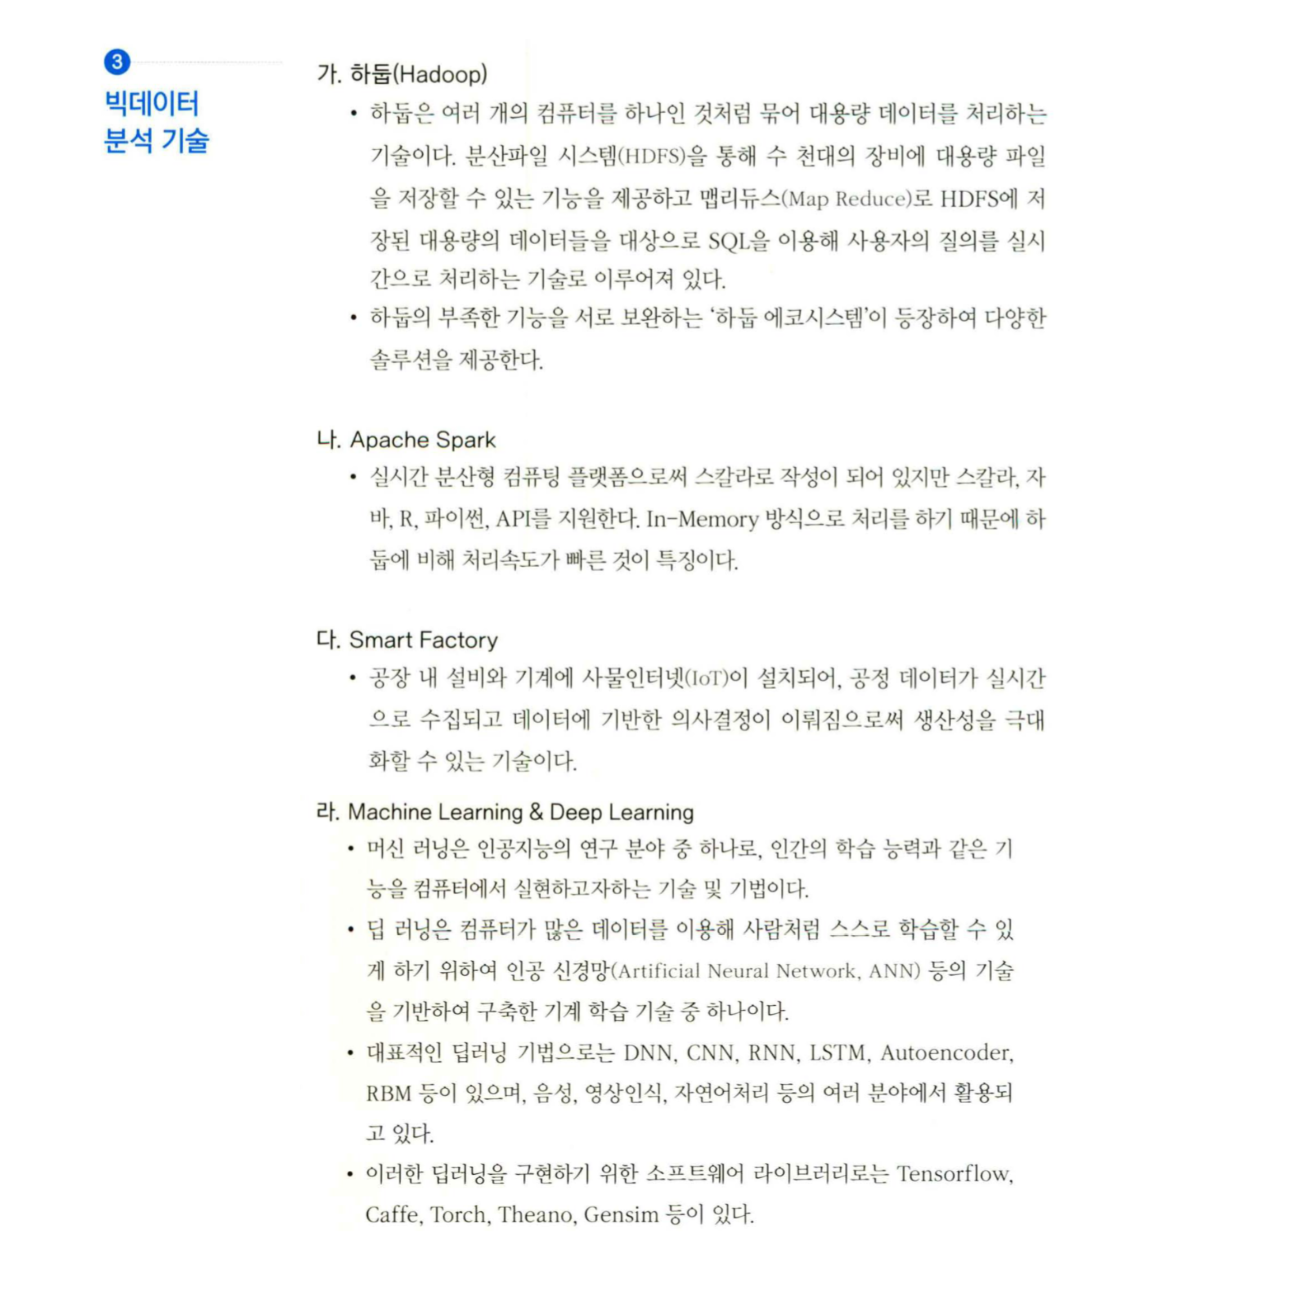 3
빅데이터
분석 기술
가. 하둡(Hadoop)
• 하둡은 여러 개의 컴퓨터를 하나인 것처럼 묶어 대용량 데이터를 처리하는
기술이다. 분산파일 시스템(HDFS)을 통해 수 천대의 장비에 대용량 파일
을 저장할 수 있는 기능을 제공하고 맵리듀스(Map Reduce)로 HDFS에 저
장된 대용량의 데이터들을 대상으로 SQL을 이용해 사용자의 질의를 실시
간으로 처리하는 기술로 이루어져 있다.
• 하둡의 부족한 기능을 서로 보완하는 ‘하둡 에코시스템’이 등장하여 다양한
솔루션을 제공한다.
나. Apache Spark
• 실시간 분산형 컴퓨팅 플랫폼으로써 스칼라로 작성이 되어 있지만 스칼라, 자
바, R, 파이썬, API를 지원한다. In-Memory 방식으로 처리를 하기 때문에 하
둡에 비해 처리속도가 빠른 것이 특징이다.
다. Smart Factory
• 공장 내 설비와 기계에 사물인터넷(IoT)이 설치되어, 공정 데이터가 실시간
으로 수집되고 데이터에 기반한 의사결정이 이뤄짐으로써 생산성을 극대
화할 수 있는 기술이다.
라. Machine Learning & Deep Learning
• 머신 러닝은 인공지능의 연구 분야 중 하나로, 인간의 학습 능력과 같은 기
능을 컴퓨터에서 실현하고자하는 기술 및 기법이다.
• 딥 러닝은 컴퓨터가 많은 데이터를 이용해 사람처럼 스스로 학습할 수 있
게 하기 위하여 인공 신경망(Artificial Neural Network, ANN) 등의 기술
을 기반하여 구축한 기계 학습 기술 중 하나이다.
• 대표적인 딥러닝 기법으로는 DNN, CNN, RNN, LSTM, Autoencoder,
RBM 등이 있으며, 음성, 영상인식, 자연어처리 등의 여러 분야에서 활용되
고 있다.
• 이러한 딥러닝을 구현하기 위한 소프트웨어 라이브러리로는 Tensorflow,
Caffe, Torch, Theano, Gensim 등이 있다.